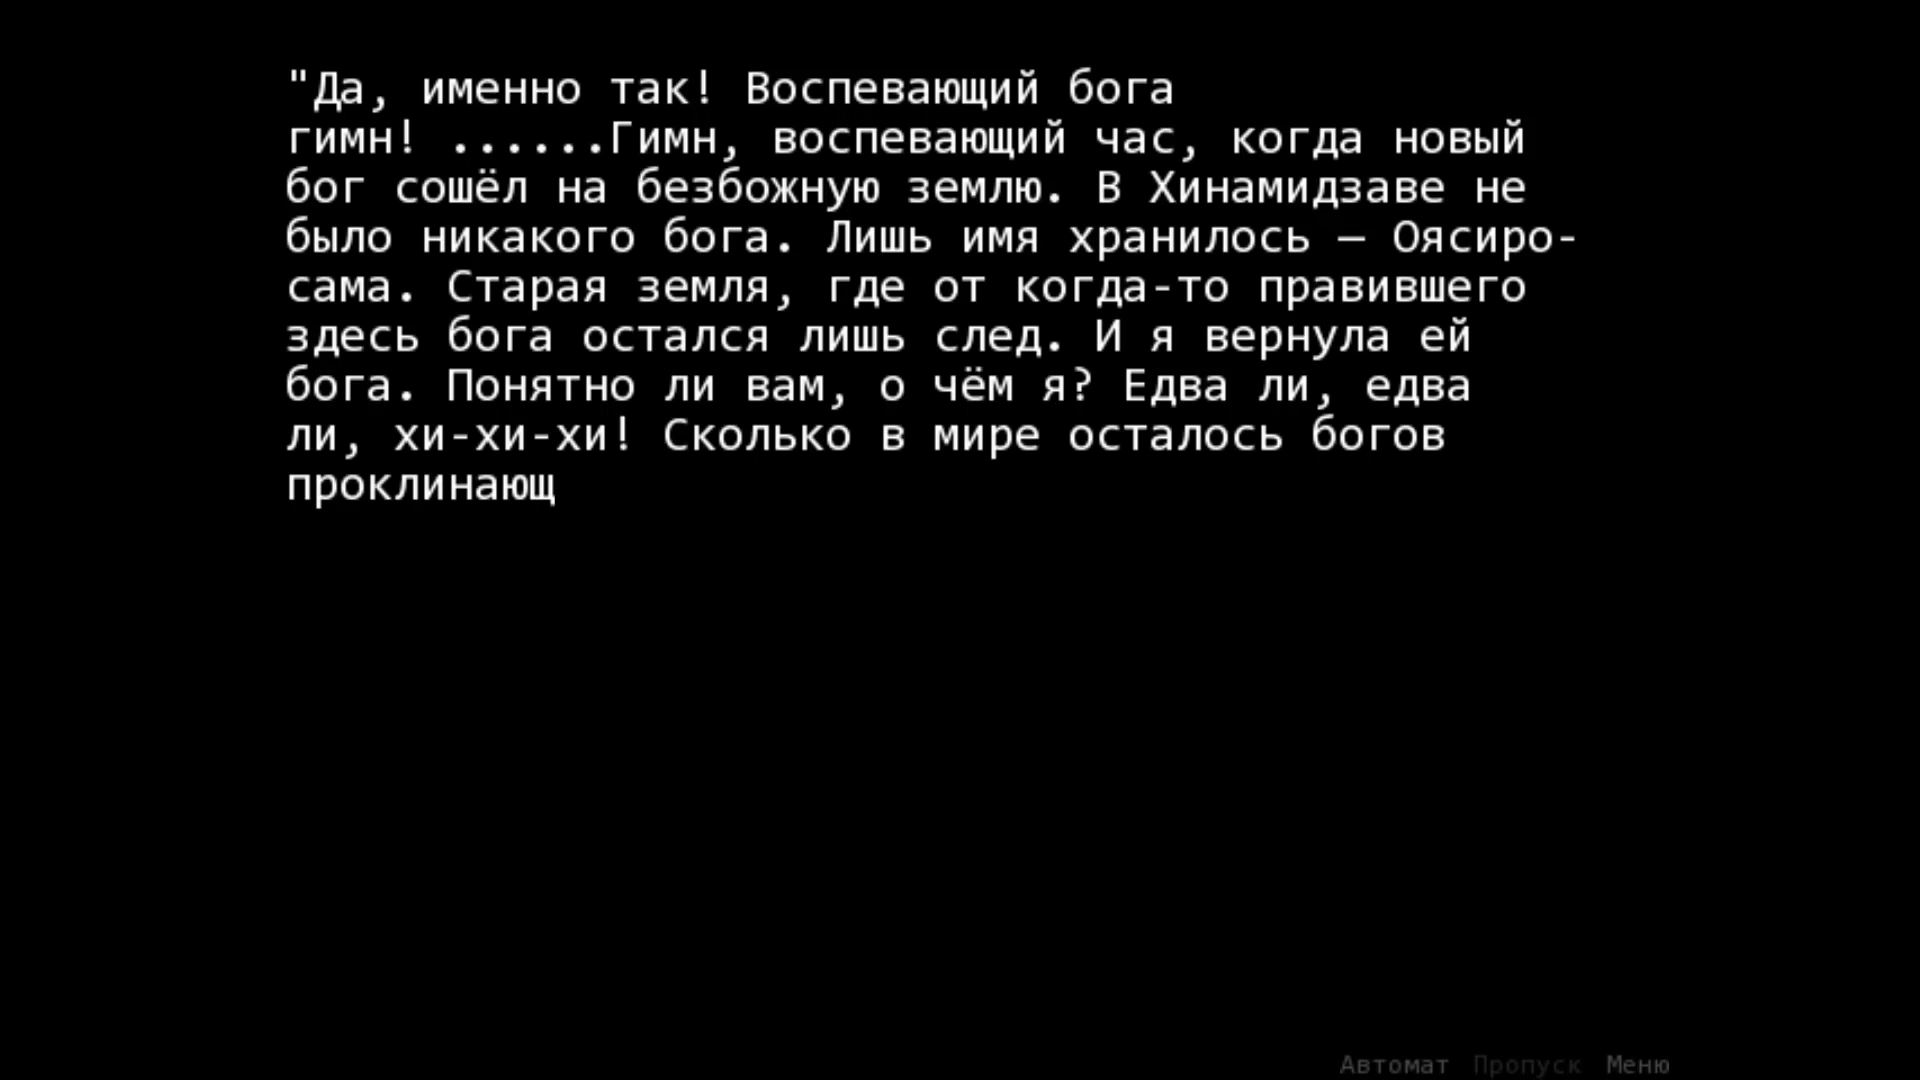 "Да, именно так! Воспевающий бога
гимн! ......Гимн, воспевающий час, когда новый
бог сошёл на безбожную землю. В Хинамидзаве не
было никакого бога. Лишь имя хранилось — Оясиро-
сама. Старая земля, где от когда-то правившего
здесь бога остался лишь след. И я вернула ей
бога. Понятно ли вам, о чём я? Едва ли, едва
ли, хи-хи-хи! Сколько в мире осталось богов
проклинающ
Автомат Пропуск Меню